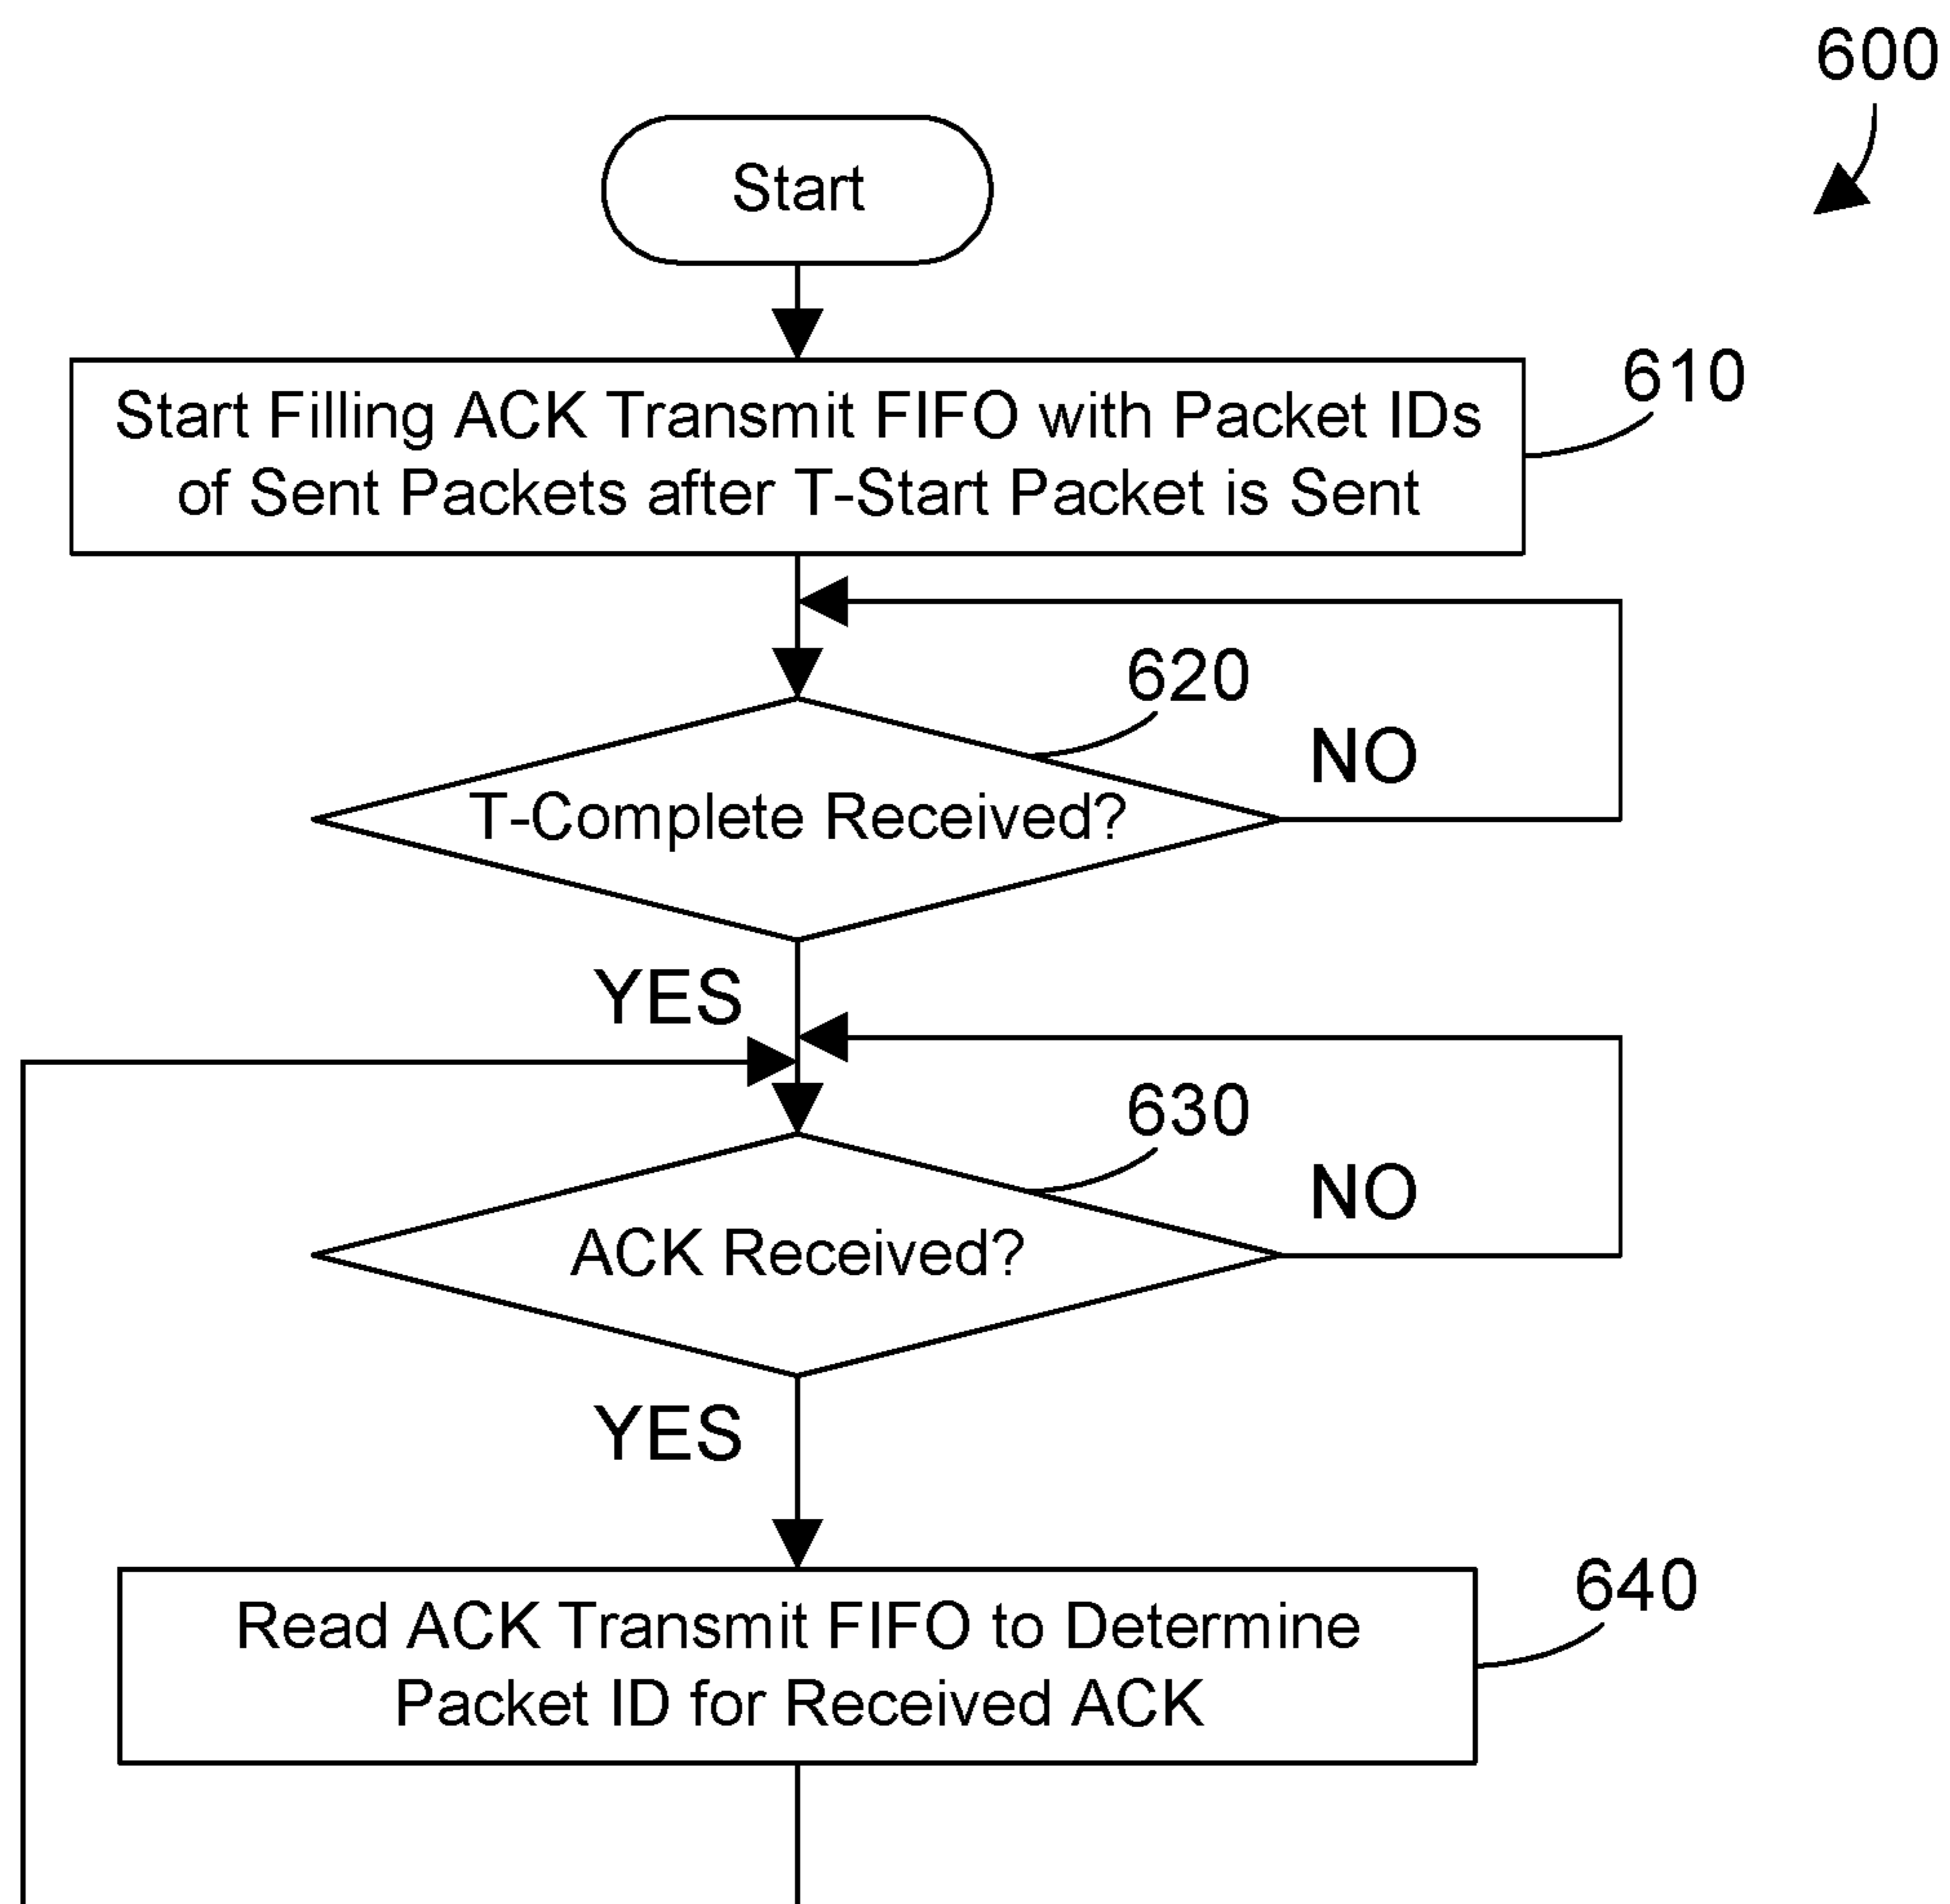 600
Start
610
Start Filling ACK Transmit FIFO with Packet IDs
of Sent Packets after T-Start Packet is Sent
620
NO
T-Complete Received?
YES
630
NO
ACK Received?
YES
640
Read ACK Transmit FIFO to Determine
Packet ID for Received ACK